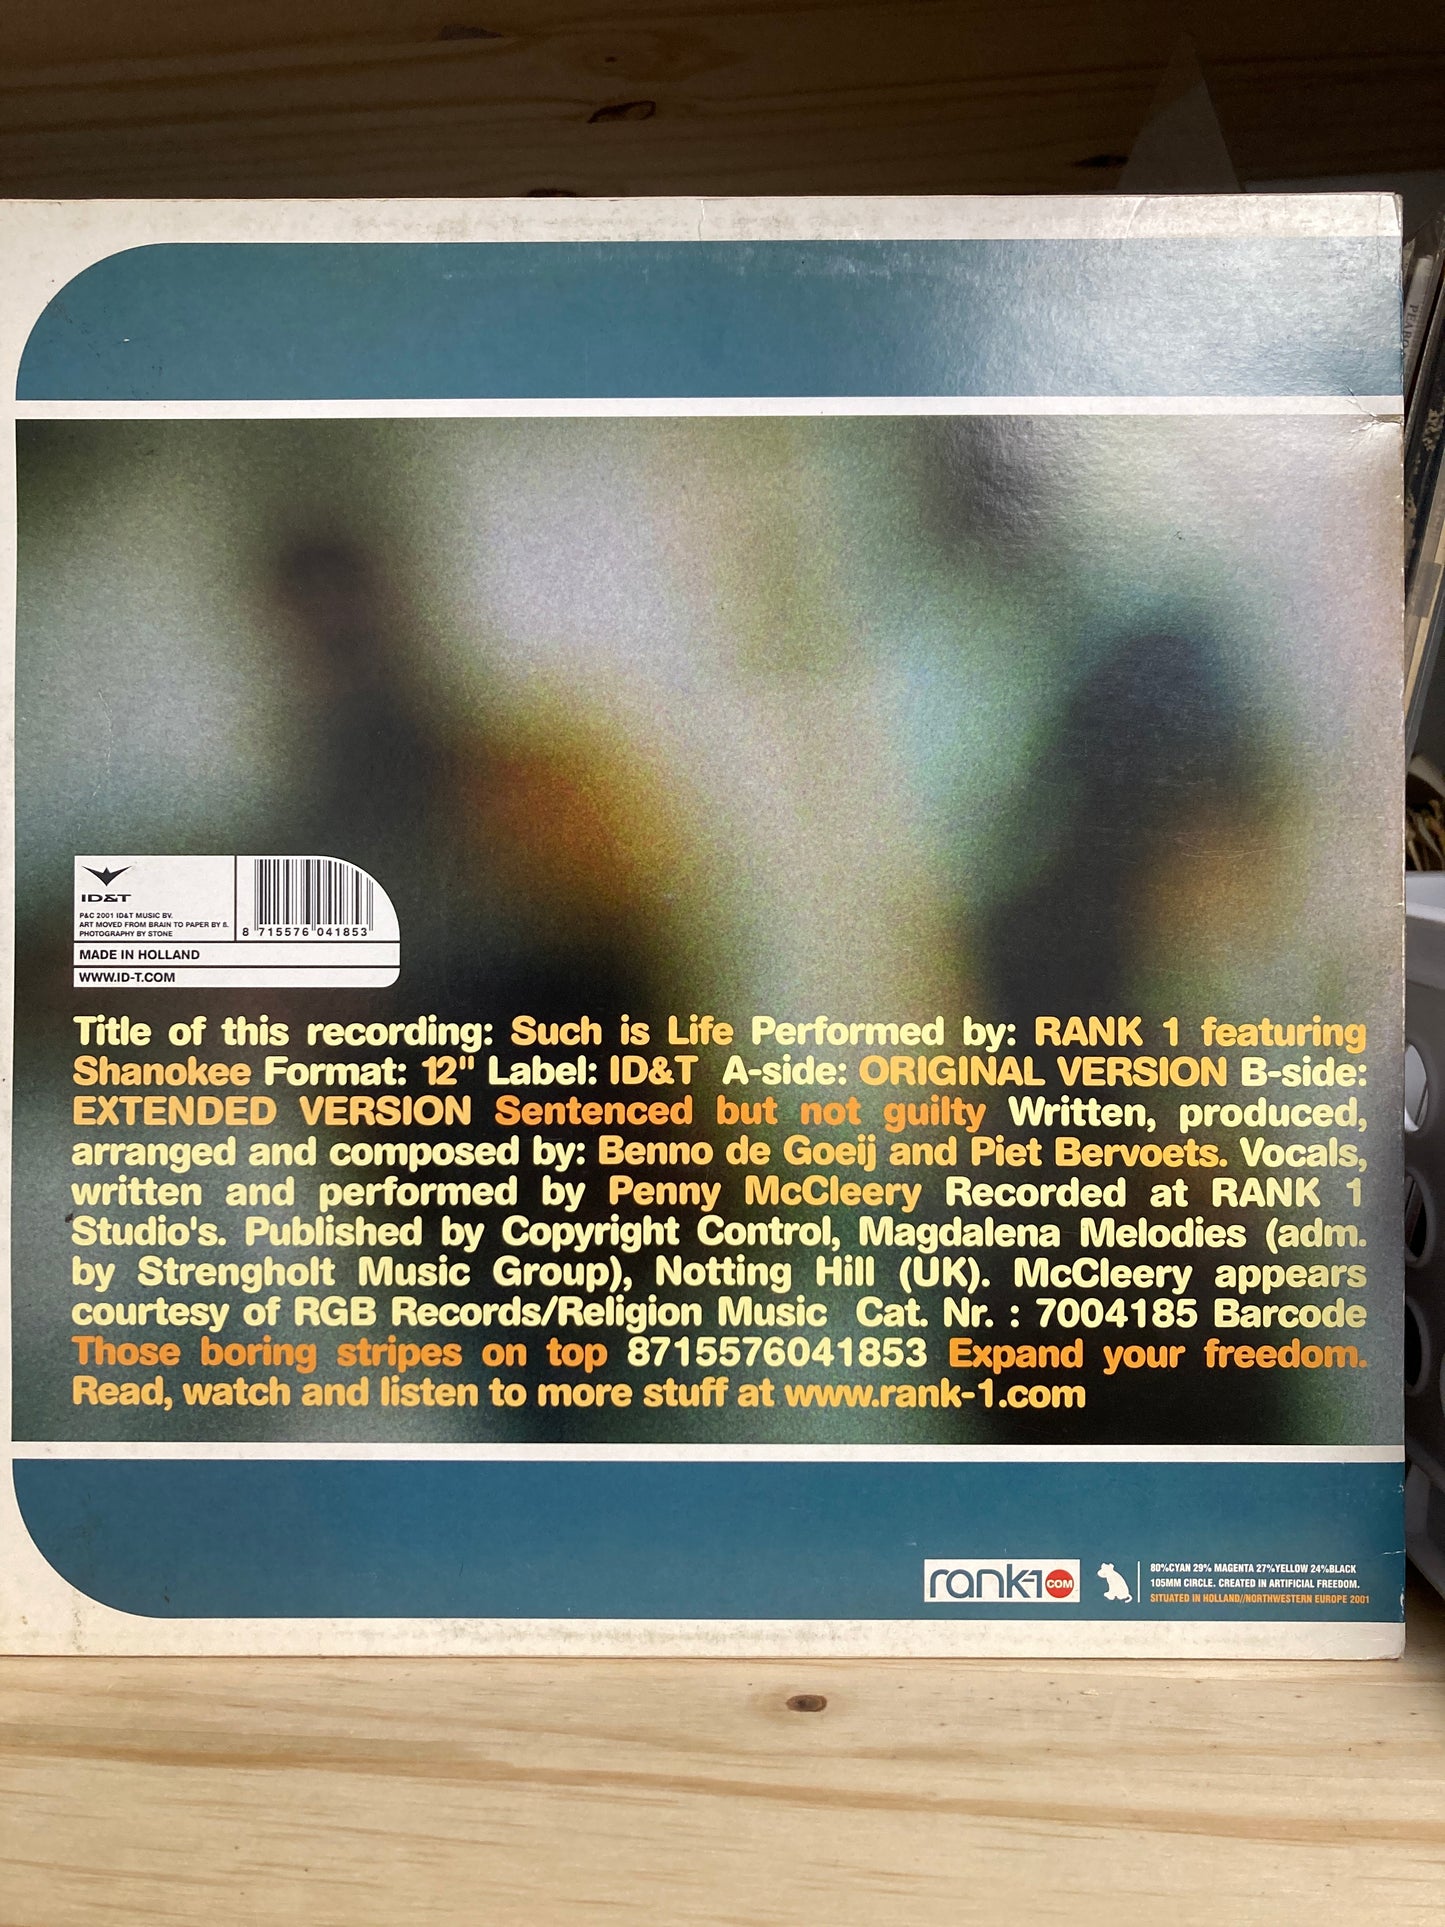 ID&T
P&C 2001 ID&T MUSIC BV.
ART MOVED FROM BRAIN TO PAPER BY 8.
PHOTOGRAPHY BY STONE
8 715576 041853
MADE IN HOLLAND
WWW.ID-T.COM
Title of this recording: Such is Life Performed by: RANK 1 featuring
Shanokee Format: 12" Label: ID&T A-side: ORIGINAL VERSION B-side:
EXTENDED VERSION Sentenced but not guilty Written, produced,
arranged and composed by: Benno de Goeij and Piet Bervoets. Vocals,
written and performed by Penny McCleery Recorded at RANK 1
Studio's. Published by Copyright Control, Magdalena Melodies (adm.
by Strengholt Music Group), Notting Hill (UK). McCleery appears
courtesy of RGB Records/Religion Music Cat. Nr. : 7004185 Barcode
Those boring stripes on top 8715576041853 Expand your freedom.
Read, watch and listen to more stuff at www.rank-1.com
rank-1 COM
80%CYAN 29% MAGENTA 27%YELLOW 24%BLACK
105MM CIRCLE. CREATED IN ARTIFICIAL FREEDOM.
SITUATED IN HOLLAND//NORTHWESTERN EUROPE 2001